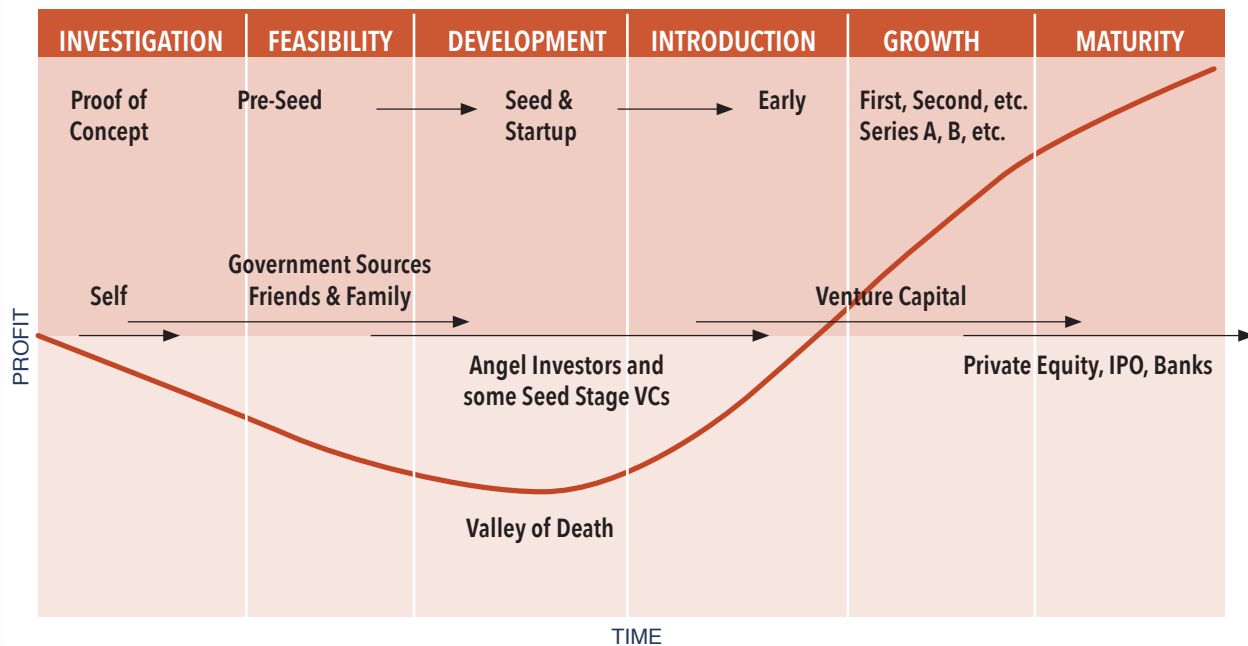 INVESTIGATION
FEASIBILITY
DEVELOPMENT
INTRODUCTION
GROWTH
MATURITY
Proof of
Concept
Pre-Seed
Seed &
Startup
Early
First, Second, etc.
Series A, B, etc.
Self
Government Sources
Friends & Family
Venture Capital
Angel Investors and
some Seed Stage VCs
Private Equity, IPO, Banks
Valley of Death
PROFIT
TIME